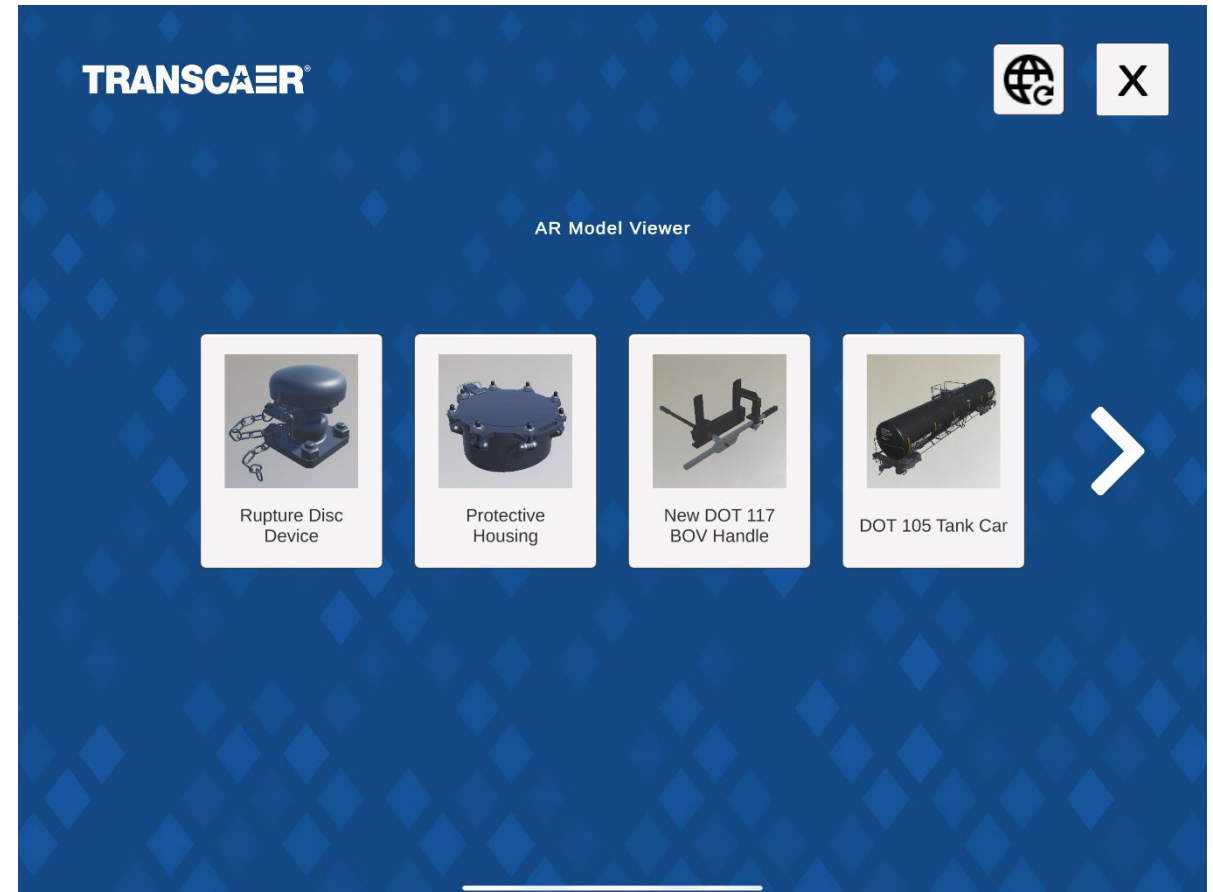 TRANSCAER®
X
AR Model Viewer
Rupture Disc
Device
Protective
Housing
New DOT 117
BOV Handle
DOT 105 Tank Car